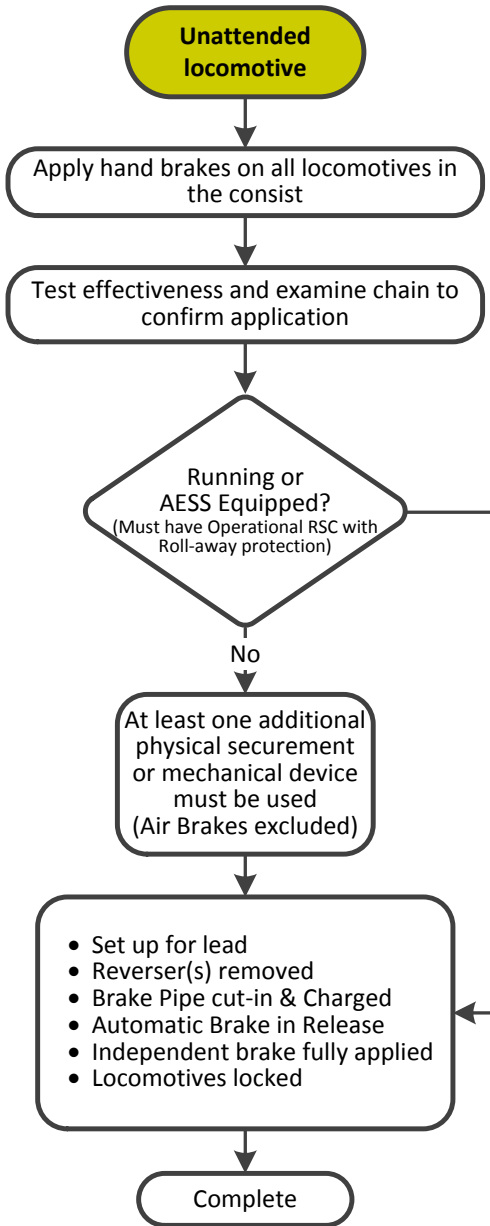 Unattended
locomotive
Apply hand brakes on all locomotives in
the consist
Test effectiveness and examine chain to
confirm application
Running or
AESS Equipped?
(Must have Operational RSC with
Roll-away protection)
No
At least one additional
physical securement
or mechanical device
must be used
(Air Brakes excluded)
• Set up for lead
• Reverser(s) removed
• Brake Pipe cut-in & Charged
• Automatic Brake in Release
• Independent brake fully applied
• Locomotives locked
Complete